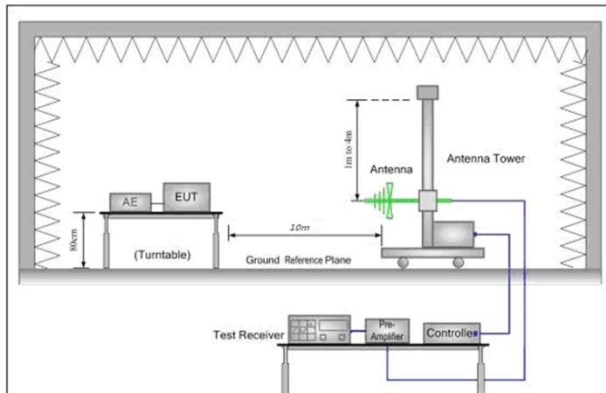 1m to 4m
Antenna
Antenna Tower
AE
EUT
80cm
(Turntable)
10m
Ground Reference Plane
Test Receiver
Pre-
Amplifier
Controller